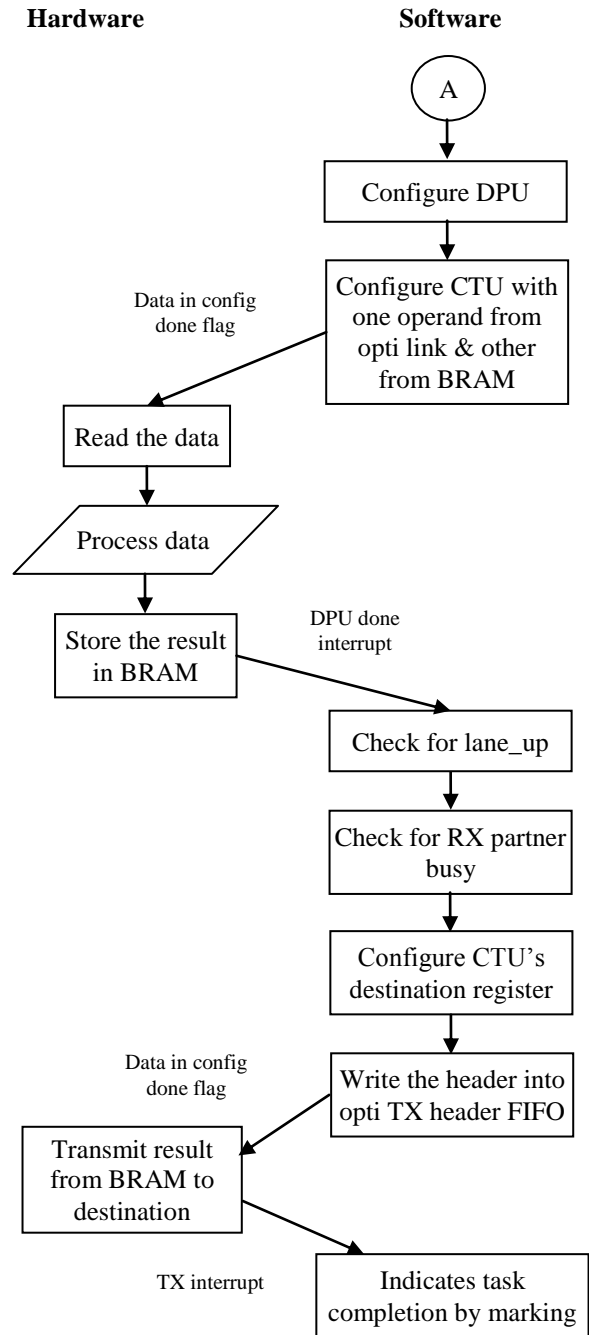 Hardware
Software
A
Configure DPU
Data in config
done flag
Configure CTU with
one operand from
opti link & other
from BRAM
Read the data
Process data
Store the result
in BRAM
DPU done
interrupt
Check for lane_up
Check for RX partner
busy
Configure CTU’s
destination register
Data in config
done flag
Write the header into
opti TX header FIFO
Transmit result
from BRAM to
destination
TX interrupt
Indicates task
completion by marking